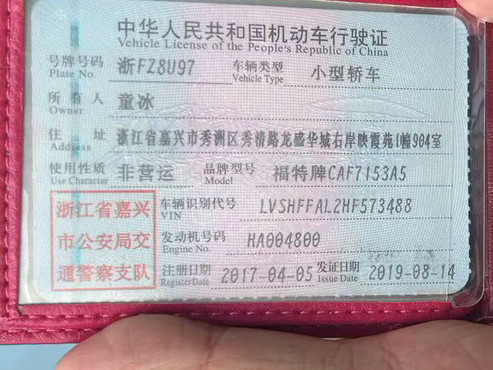 中华人民共和国机动车行驶证
Vehicle License of the People's Republic of China
号牌号码 浙FZ8U97 车辆类型 小型轿车
Plate No. Vehicle Type
所有人 童冰
Owner
住址 浙江省嘉兴市秀洲区秀清路龙盛华城右岸映霞苑1幢904室
Address
使用性质 非营运 品牌型号 福特牌CAF7153A5
Use Character Model
浙江省嘉兴
市公安局交
通警察支队
车辆识别代号 LVSHFFAL2HF573488
VIN
发动机号码 HA004800
Engine No.
注册日期 2017-04-05 发证日期 2019-08-14
Register Date Issue Date